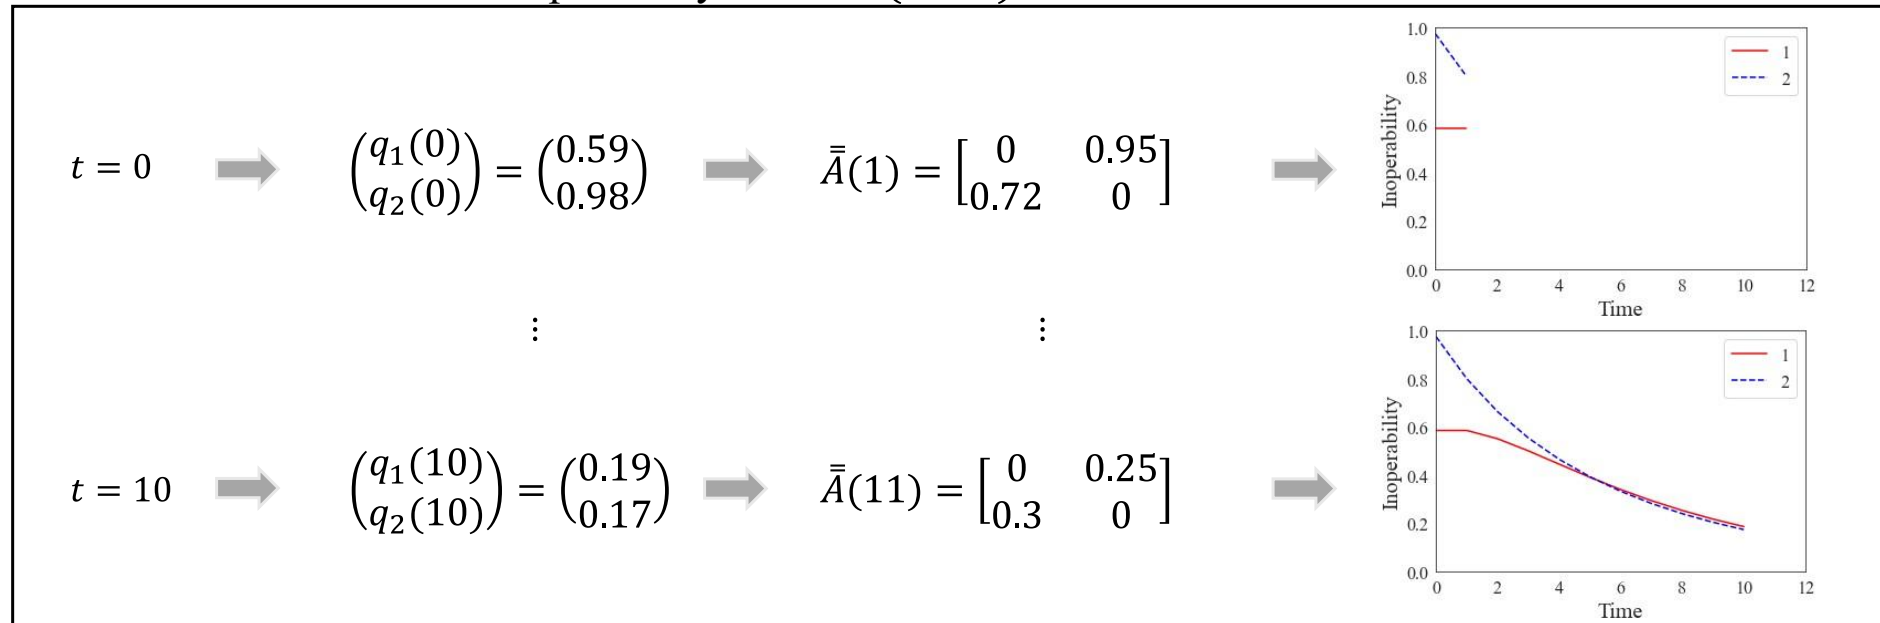 t = 0
(q₁(0) q₂(0)) = (0.59 0.98)
Ā̄(1) = [0 0.95 0.72 0]
1.0
0.8
0.6
0.4
0.2
0.0
Inoperability
1
2
0 2 4 6 8 10 12
Time
⋮ ⋮
t = 10
(q₁(10) q₂(10)) = (0.19 0.17)
Ā̄(11) = [0 0.25 0.3 0]
1.0
0.8
0.6
0.4
0.2
0.0
Inoperability
1
2
0 2 4 6 8 10 12
Time